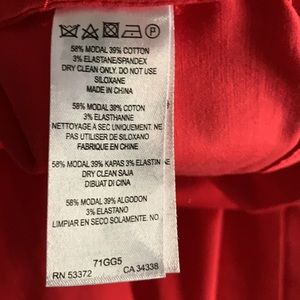 58% MODAL 39% COTTON
3% ELASTANE/SPANDEX
DRY CLEAN ONLY. DO NOT USE
SILOXANE
MADE IN CHINA
58% MODAL 39% COTON
3% ELASTHANNE
NETTOYAGE A SEC UNIQUEMENT. NE
PAS UTILISER DE SILOXANO
FABRIQUE EN CHINE
58% MODAL 39% KAPAS 3% ELASTIN
DRY CLEAN SAJA
DIBUAT DI CINA
58% MODAL 39% ALGODON
3% ELASTANO
LIMPIAR EN SECO SOLAMENTE. NO
71GG5
RN 53372 CA 34338